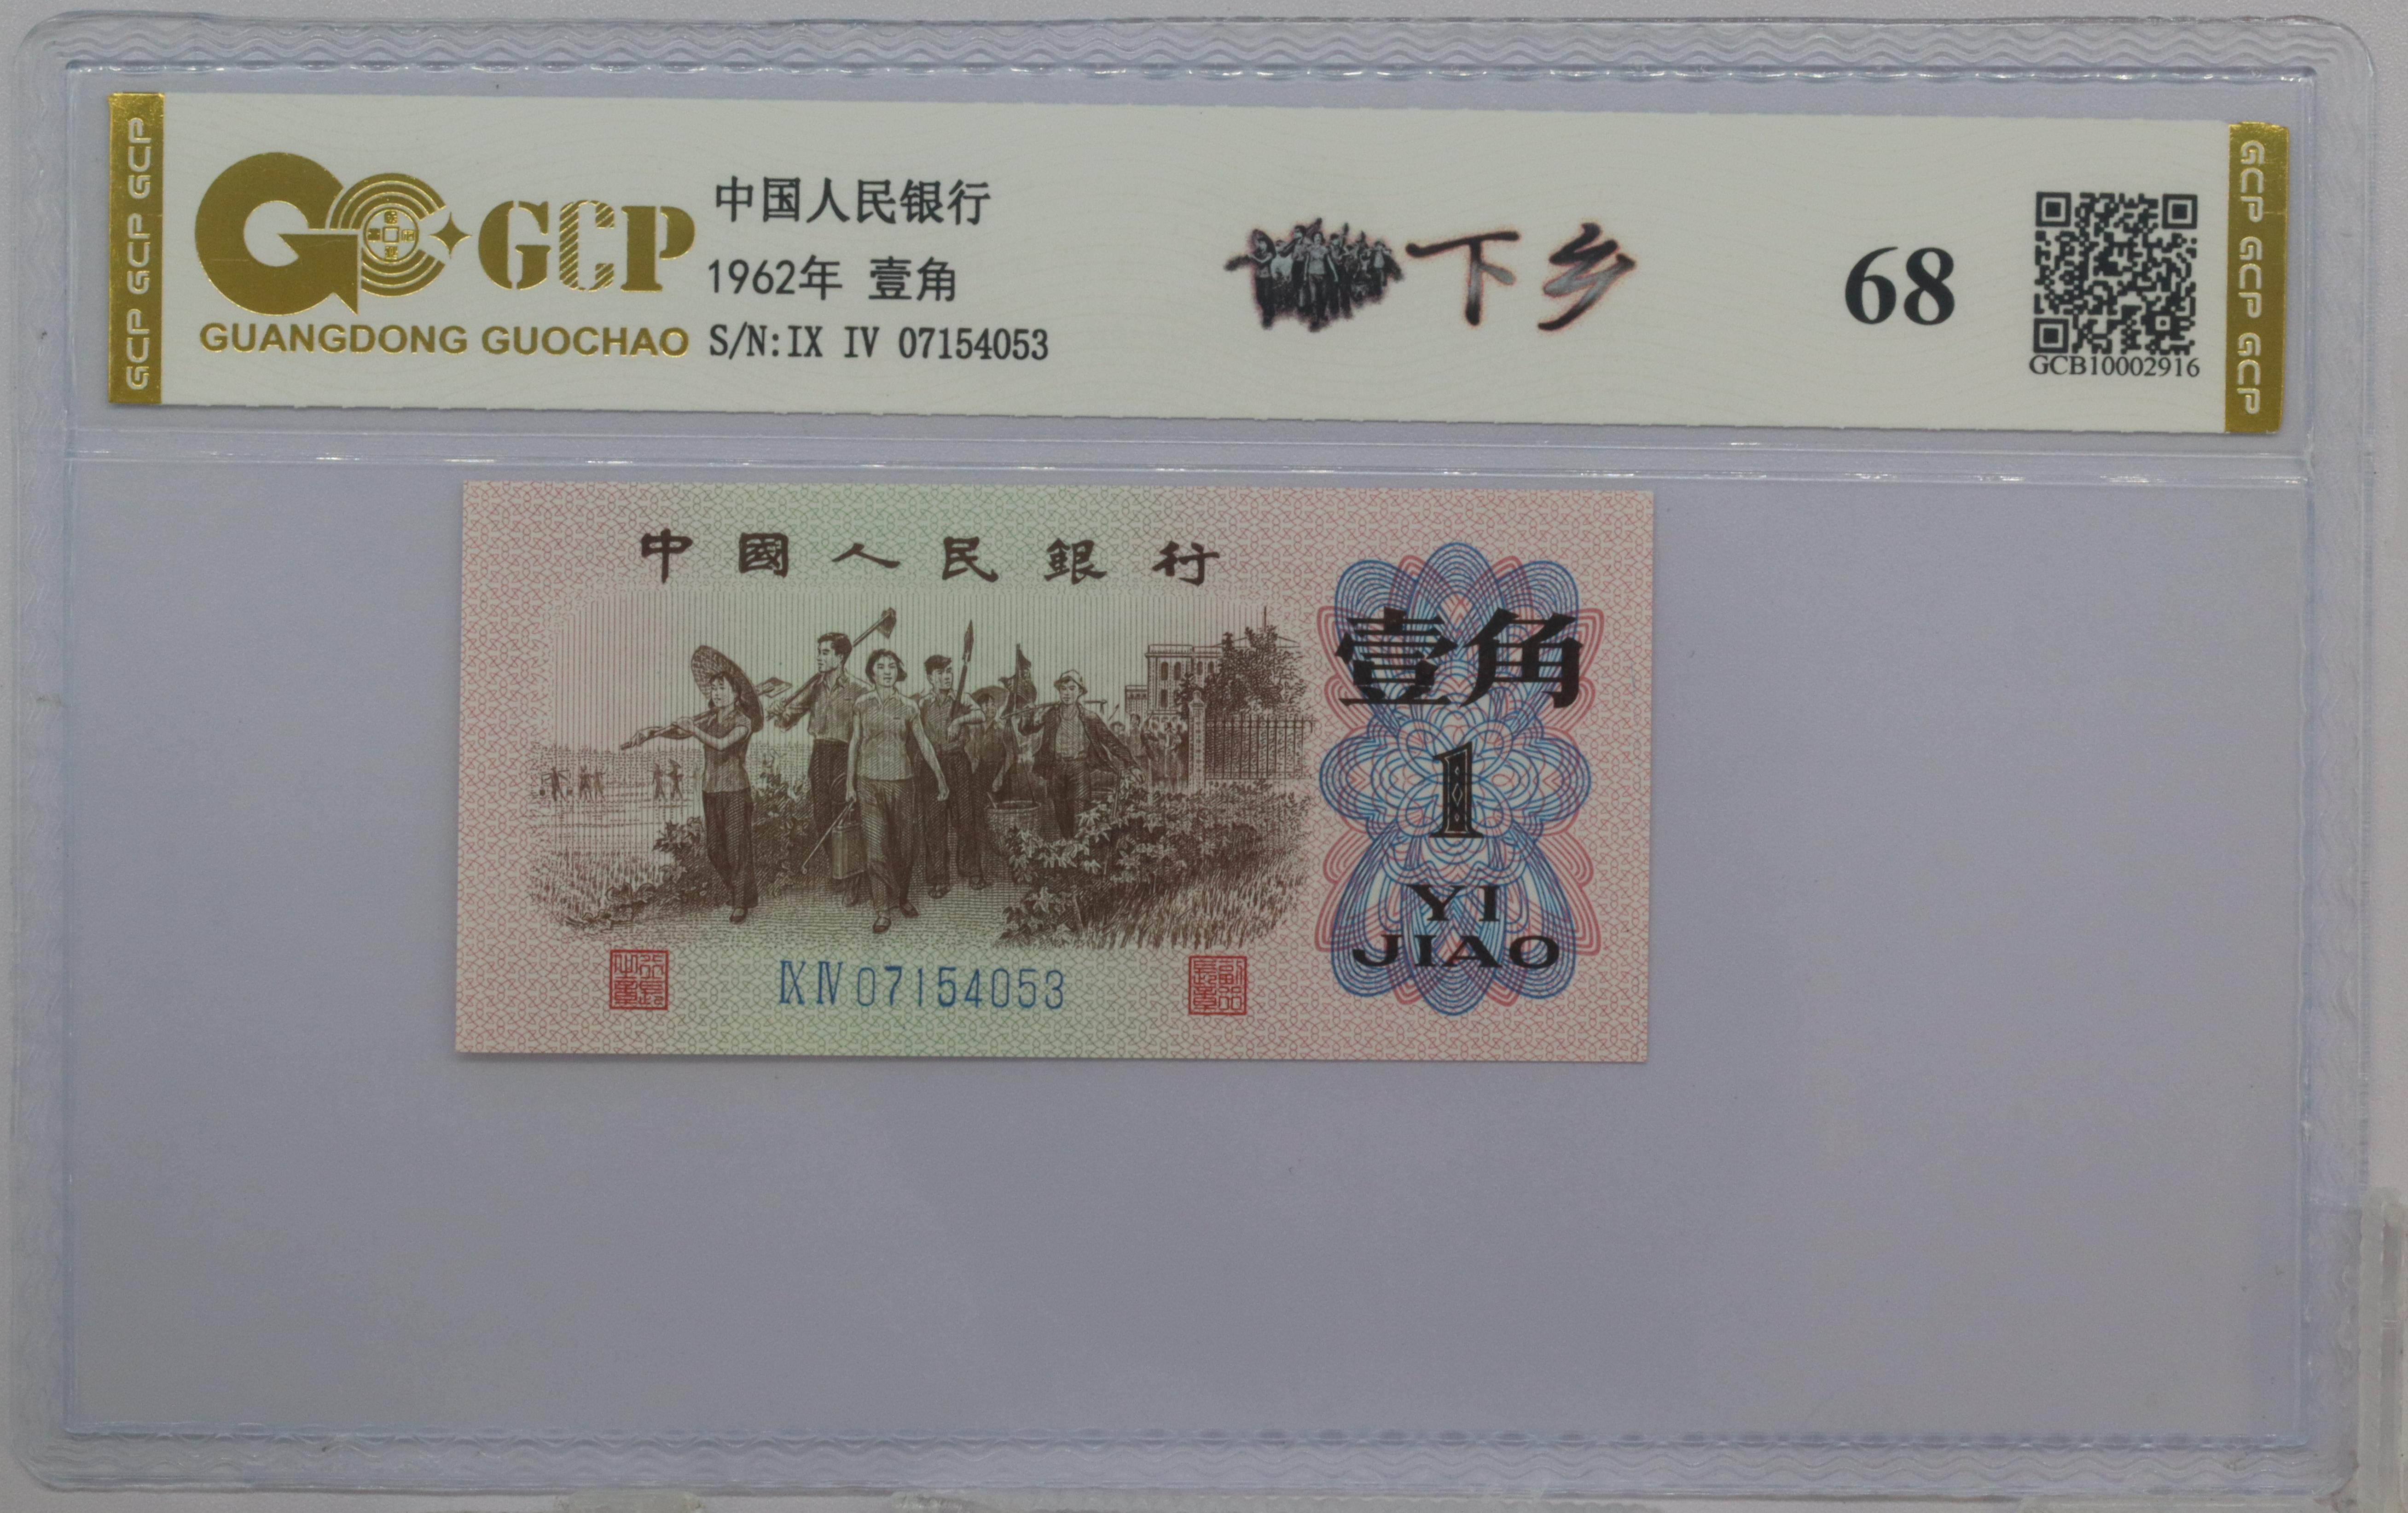 GCP GCP GCP
GCP
GUANGDONG GUOCHAO
中国人民银行
1962年 壹角
S/N:IX IV 07154053
下乡
68
GCB10002916
GCP GCP GCP
中國人民銀行
壹角
1
YI
JIAO
IX IV 07154053